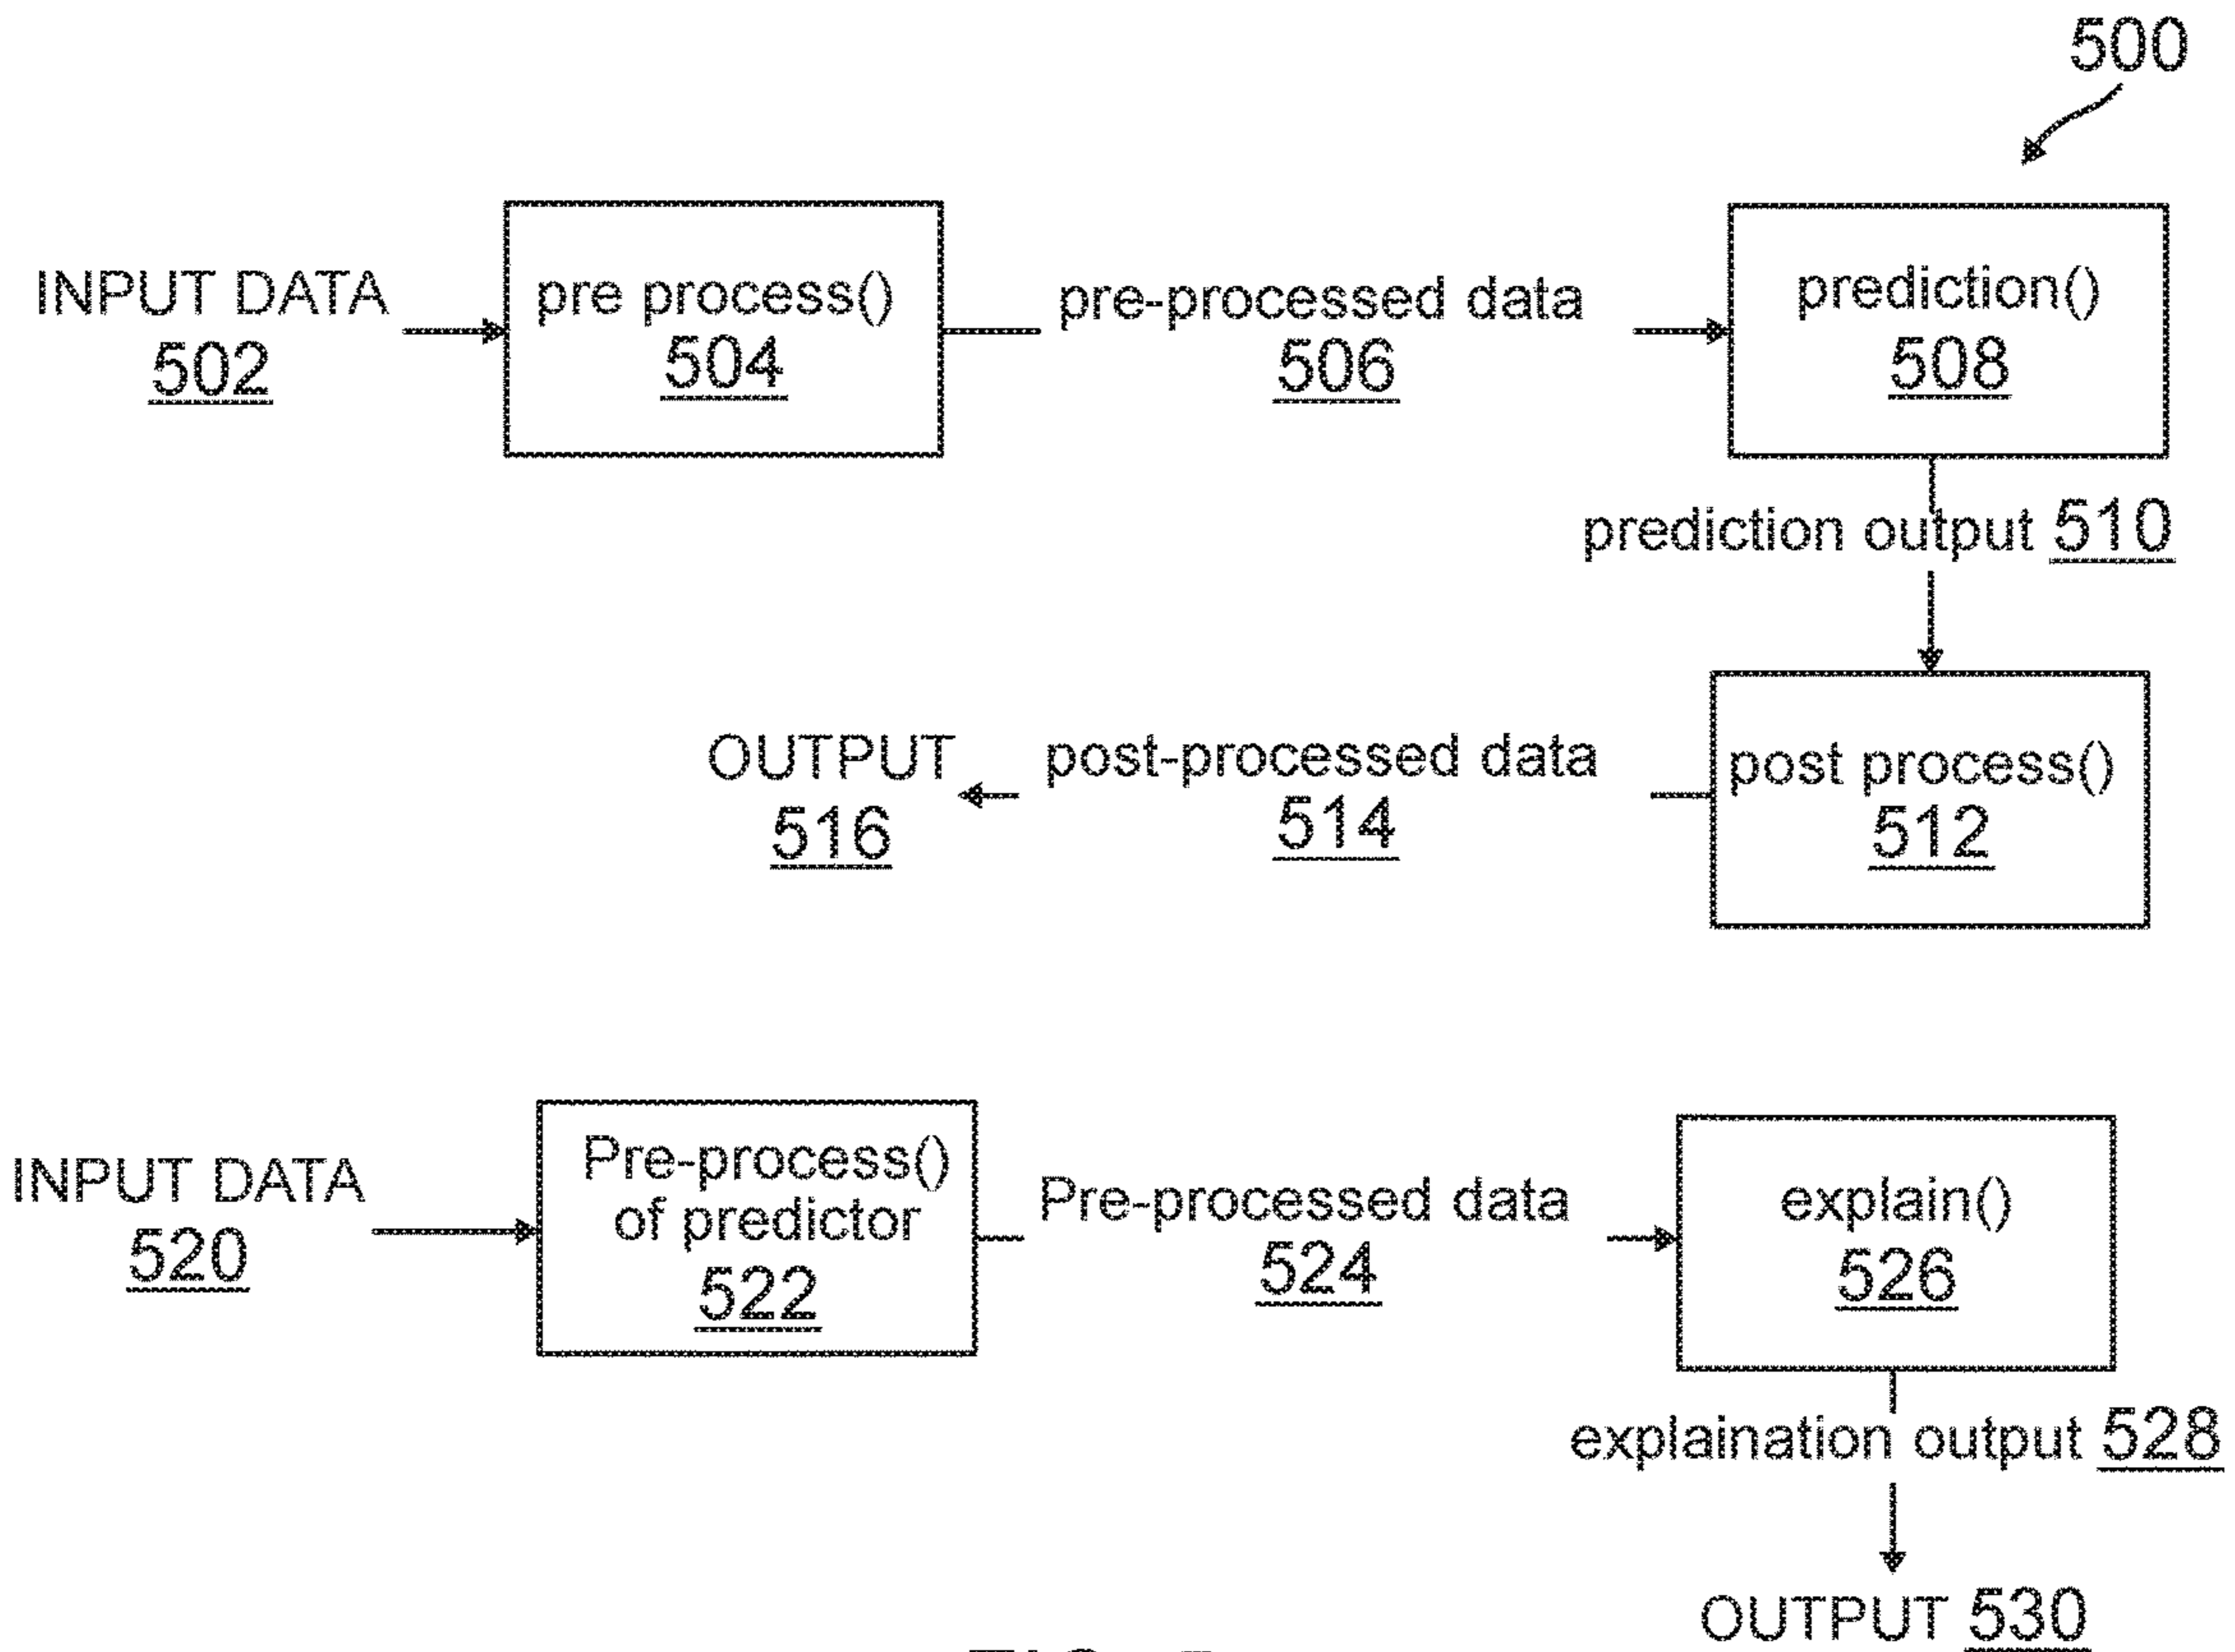 500
INPUT DATA
502
pre process()
504
pre-processed data
506
prediction()
508
prediction output 510
post process()
512
post-processed data
514
OUTPUT
516
INPUT DATA
520
Pre-process()
of predictor
522
Pre-processed data
524
explain()
526
explaination output 528
OUTPUT 530